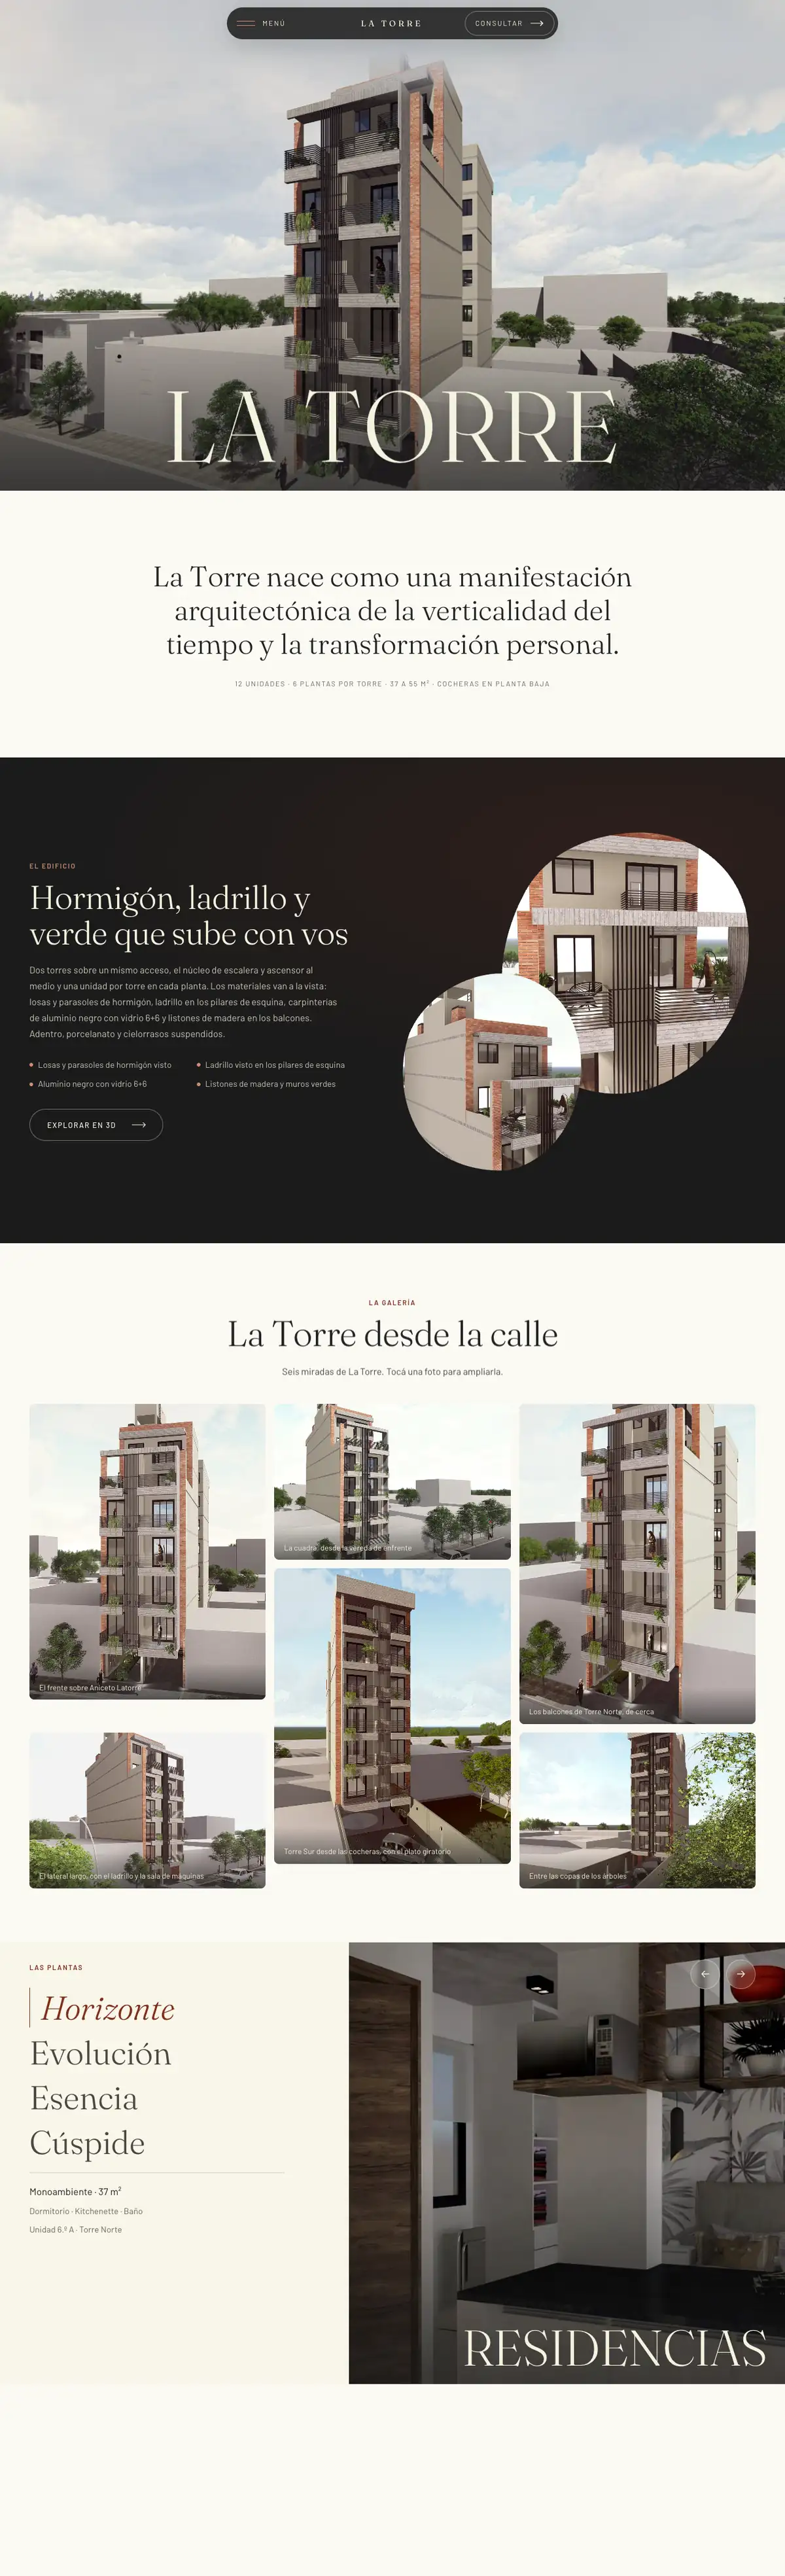 MENÚ
LA TORRE
CONSULTAR
LA TORRE
La Torre nace como una manifestación
arquitectónica de la verticalidad del
tiempo y la transformación personal.
12 UNIDADES · 6 PLANTAS POR TORRE · 37 A 55 M² · COCHERAS EN PLANTA BAJA
EL EDIFICIO
Hormigón, ladrillo y
verde que sube con vos
Dos torres sobre un mismo acceso, el núcleo de escalera y ascensor al
medio y una unidad por torre en cada planta. Los materiales van a la vista:
losas y parasoles de hormigón, ladrillo en los pilares de esquina, carpinterías
de aluminio negro con vidrio 6+6 y listones de madera en los balcones.
Adentro, porcelanato y cielorrasos suspendidos.
Losas y parasoles de hormigón visto
Ladrillo visto en los pilares de esquina
Aluminio negro con vidrio 6+6
Listones de madera y muros verdes
EXPLORAR EN 3D
LA GALERÍA
La Torre desde la calle
Seis miradas de La Torre. Tocá una foto para ampliarla.
La cuadra, desde la vereda de enfrente
El frente sobre Aniceto Latorre
Los balcones de Torre Norte, de cerca
Torre Sur desde las cocheras, con el plato giratorio
El lateral largo, con el ladrillo y la sala de máquinas
Entre las copas de los árboles
LAS PLANTAS
Horizonte
Evolución
Esencia
Cúspide
Monoambiente · 37 m²
Dormitorio · Kitchenette · Baño
Unidad 6.º A · Torre Norte
RESIDENCIAS